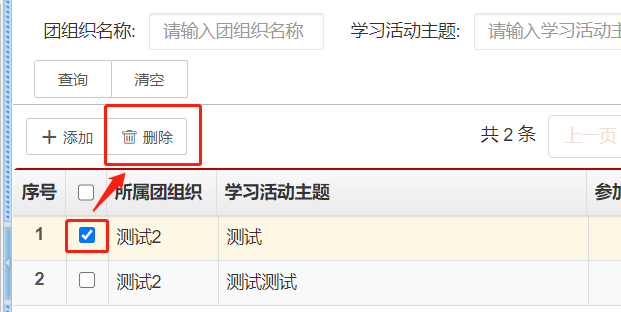 团组织名称: 请输入团组织名称 学习活动主题: 请输入学习活动
查询 清空
添加 删除 共 2 条 上一页
序号 所属团组织 学习活动主题 参加
1 测试2 测试
2 测试2 测试测试